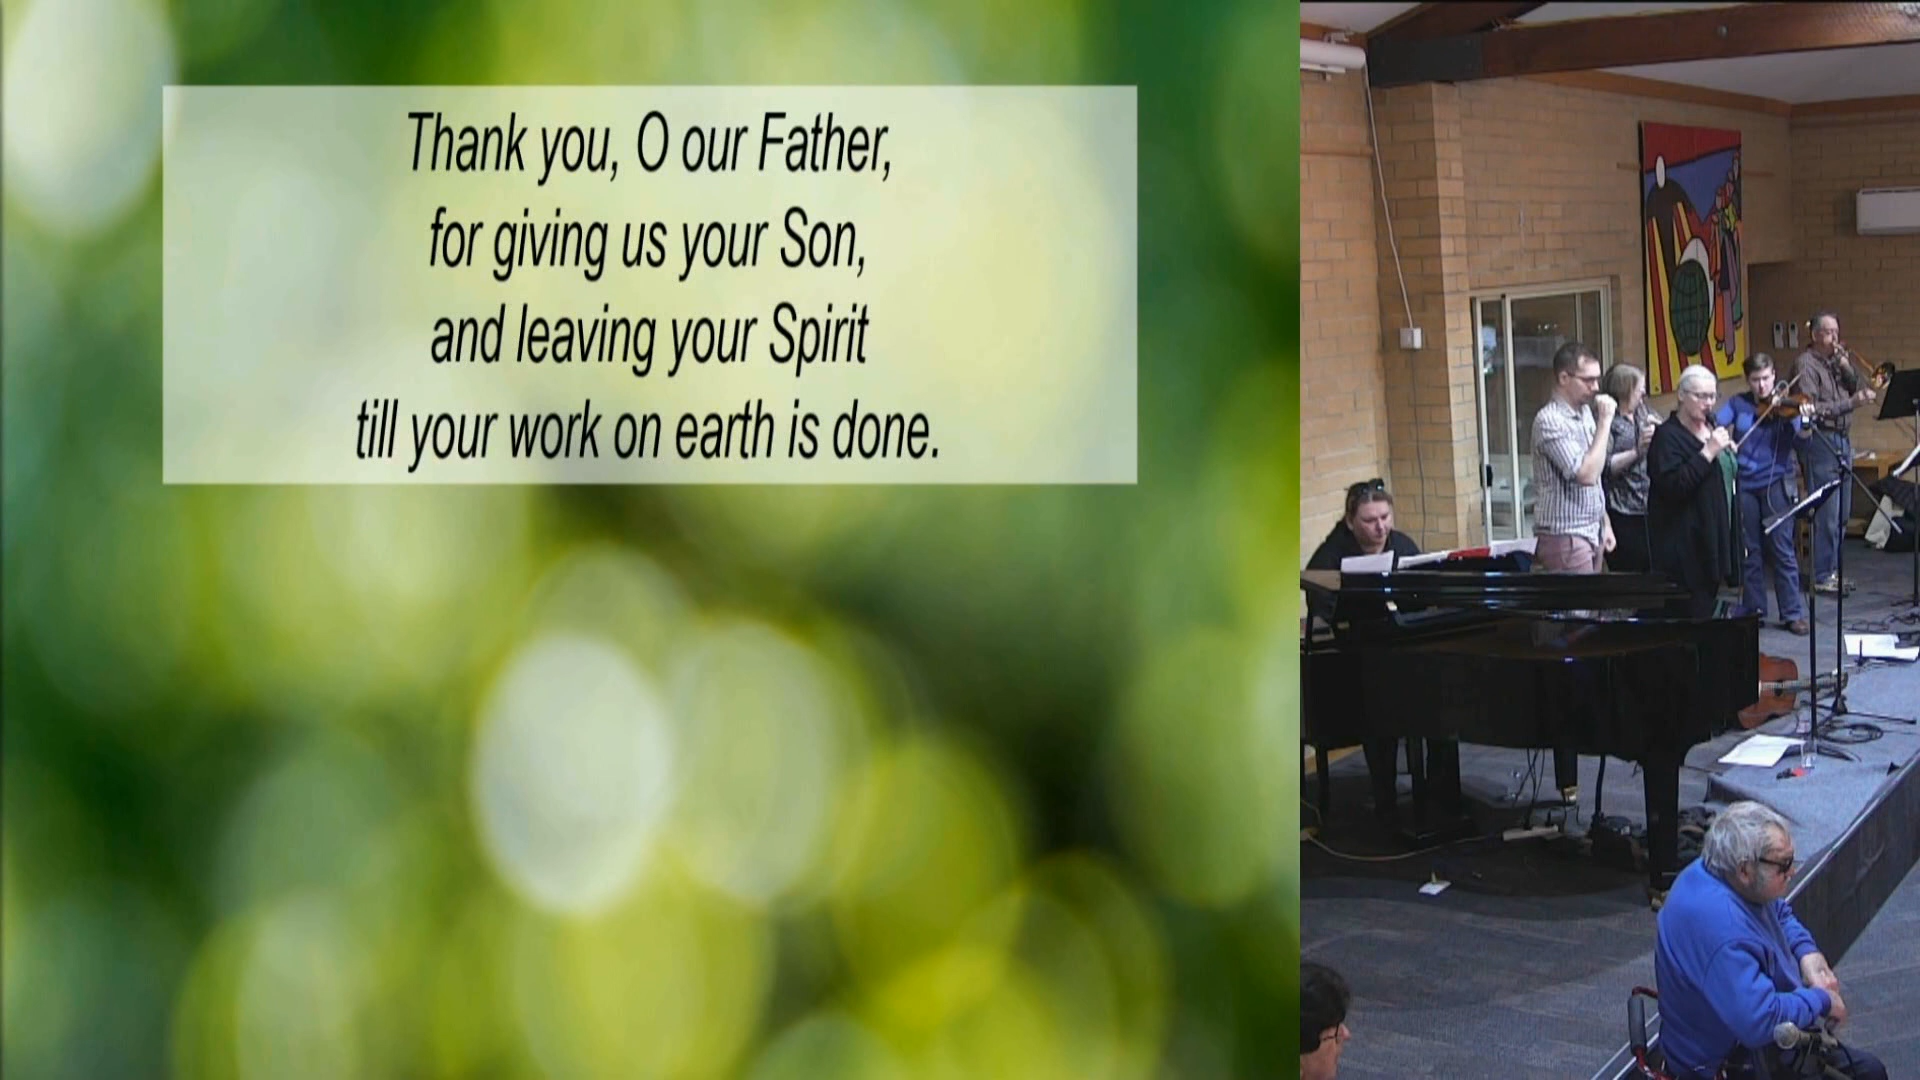 Thank you, O our Father,
for giving us your Son,
and leaving your Spirit
till your work on earth is done.